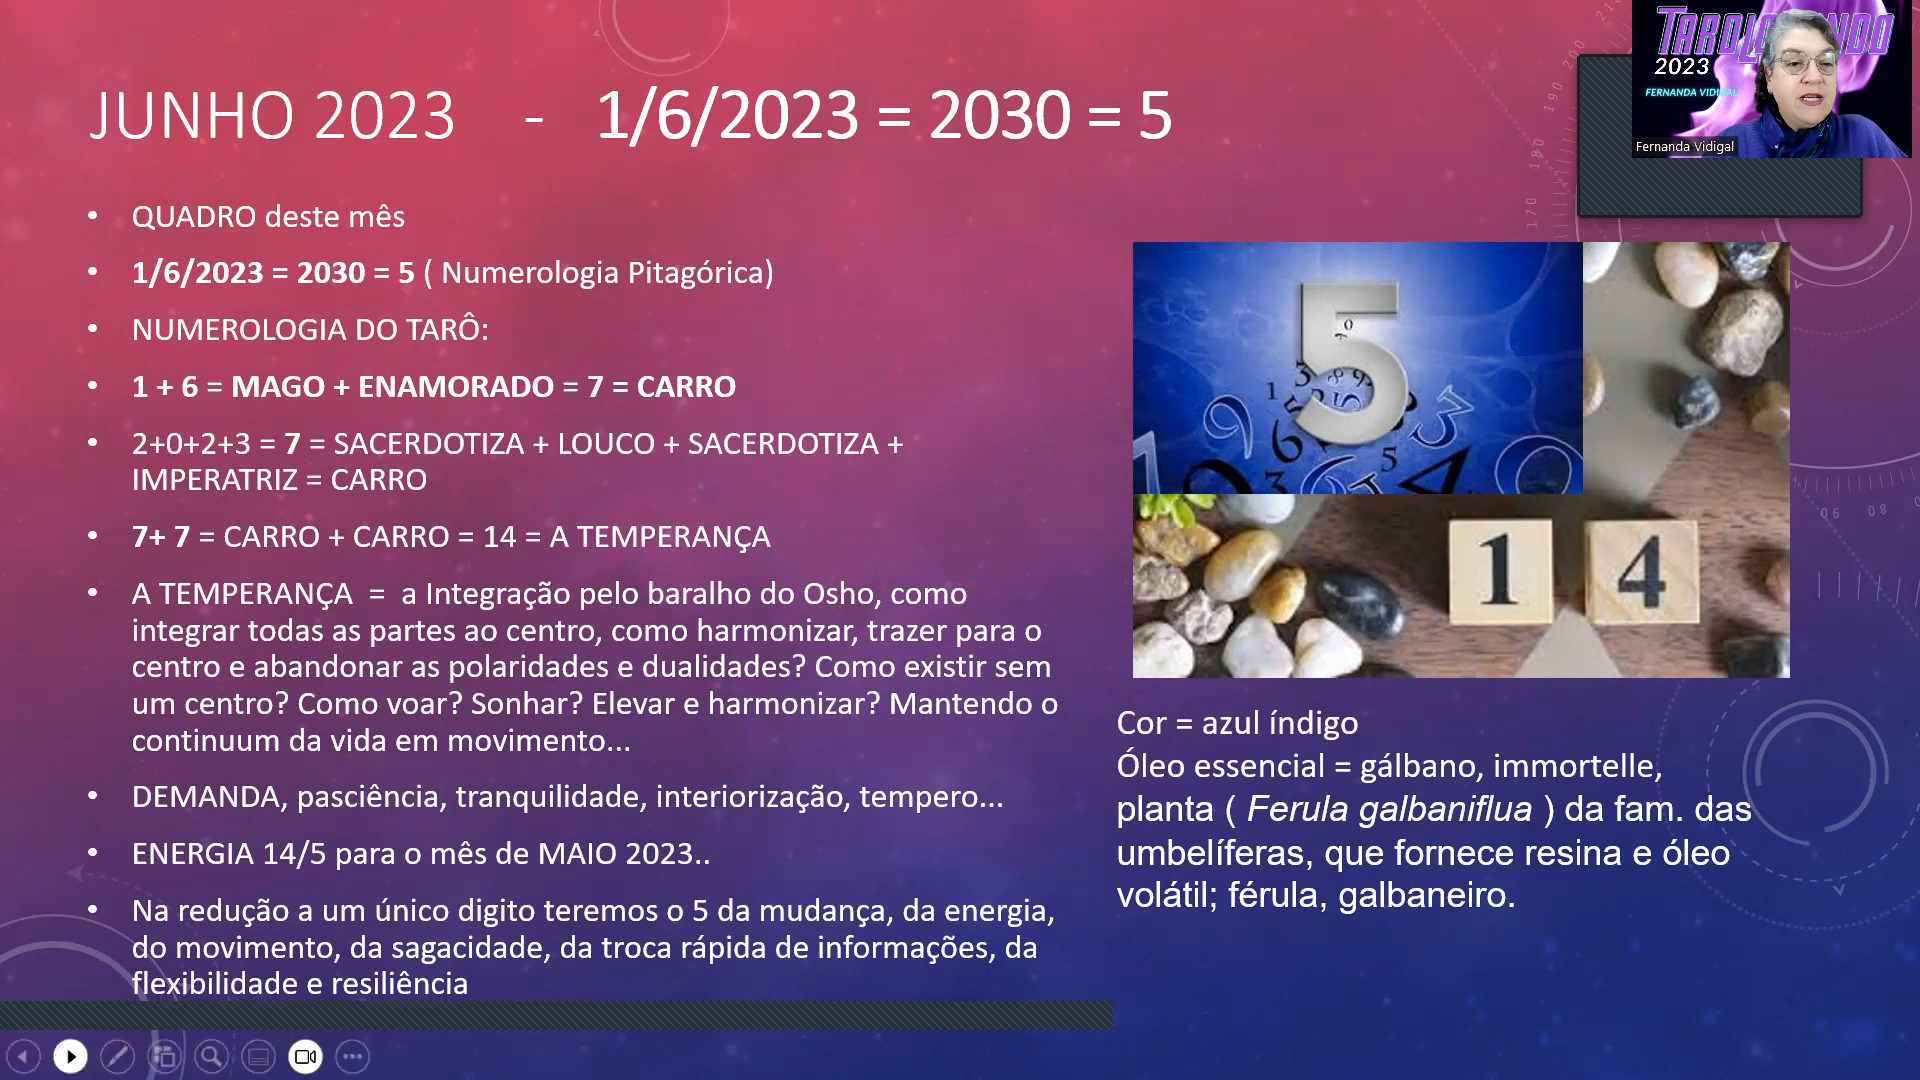 JUNHO 2023 - 1/6/2023 = 2030 = 5
• QUADRO deste mês
• 1/6/2023 = 2030 = 5 ( Numerologia Pitagórica)
• NUMEROLOGIA DO TARÔ:
• 1 + 6 = MAGO + ENAMORADO = 7 = CARRO
• 2+0+2+3 = 7 = SACERDOTIZA + LOUCO + SACERDOTIZA +
IMPERATRIZ = CARRO
• 7+ 7 = CARRO + CARRO = 14 = A TEMPERANÇA
• A TEMPERANÇA = a Integração pelo baralho do Osho, como
integrar todas as partes ao centro, como harmonizar, trazer para o
centro e abandonar as polaridades e dualidades? Como existir sem
um centro? Como voar? Sonhar? Elevar e harmonizar? Mantendo o
continuum da vida em movimento...
• DEMANDA, pasciência, tranquilidade, interiorização, tempero...
• ENERGIA 14/5 para o mês de MAIO 2023..
• Na redução a um único digito teremos o 5 da mudança, da energia,
do movimento, da sagacidade, da troca rápida de informações, da
flexibilidade e resiliência
2023
FERNANDA
Fernanda Vidigal
5
1 4
Cor = azul índigo
Óleo essencial = gálbano, immortelle,
planta ( Ferula galbaniflua ) da fam. das
umbelíferas, que fornece resina e óleo
volátil; férula, galbaneiro.